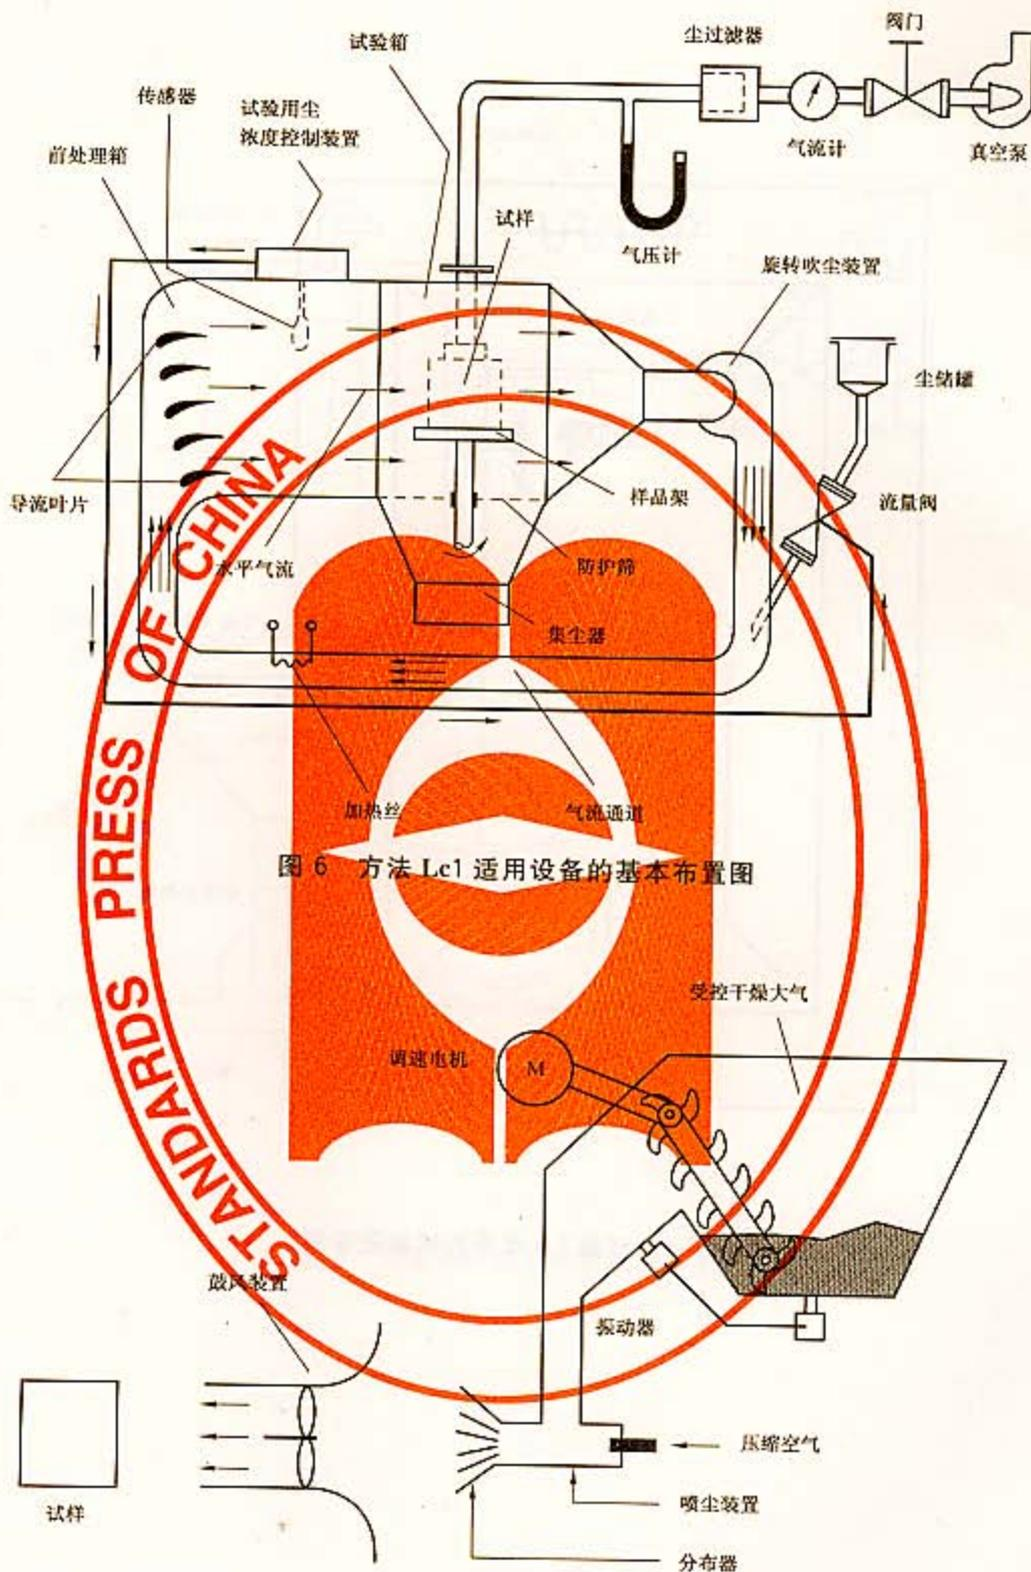 阀门
尘过滤器
试验箱
传感器
试验用尘
浓度控制装置
前处理箱
气流计
真空泵
试样
气压计
旋转吹尘装置
尘储罐
导流叶片
样品架
流量阀
水平气流
防护筛
集尘器
加热丝
气流通道
图 6 方法 Lc1 适用设备的基本布置图
STANDARDS PRESS OF CHINA
受控干燥大气
调速电机
M
鼓风装置
振动器
压缩空气
试样
喷尘装置
分布器